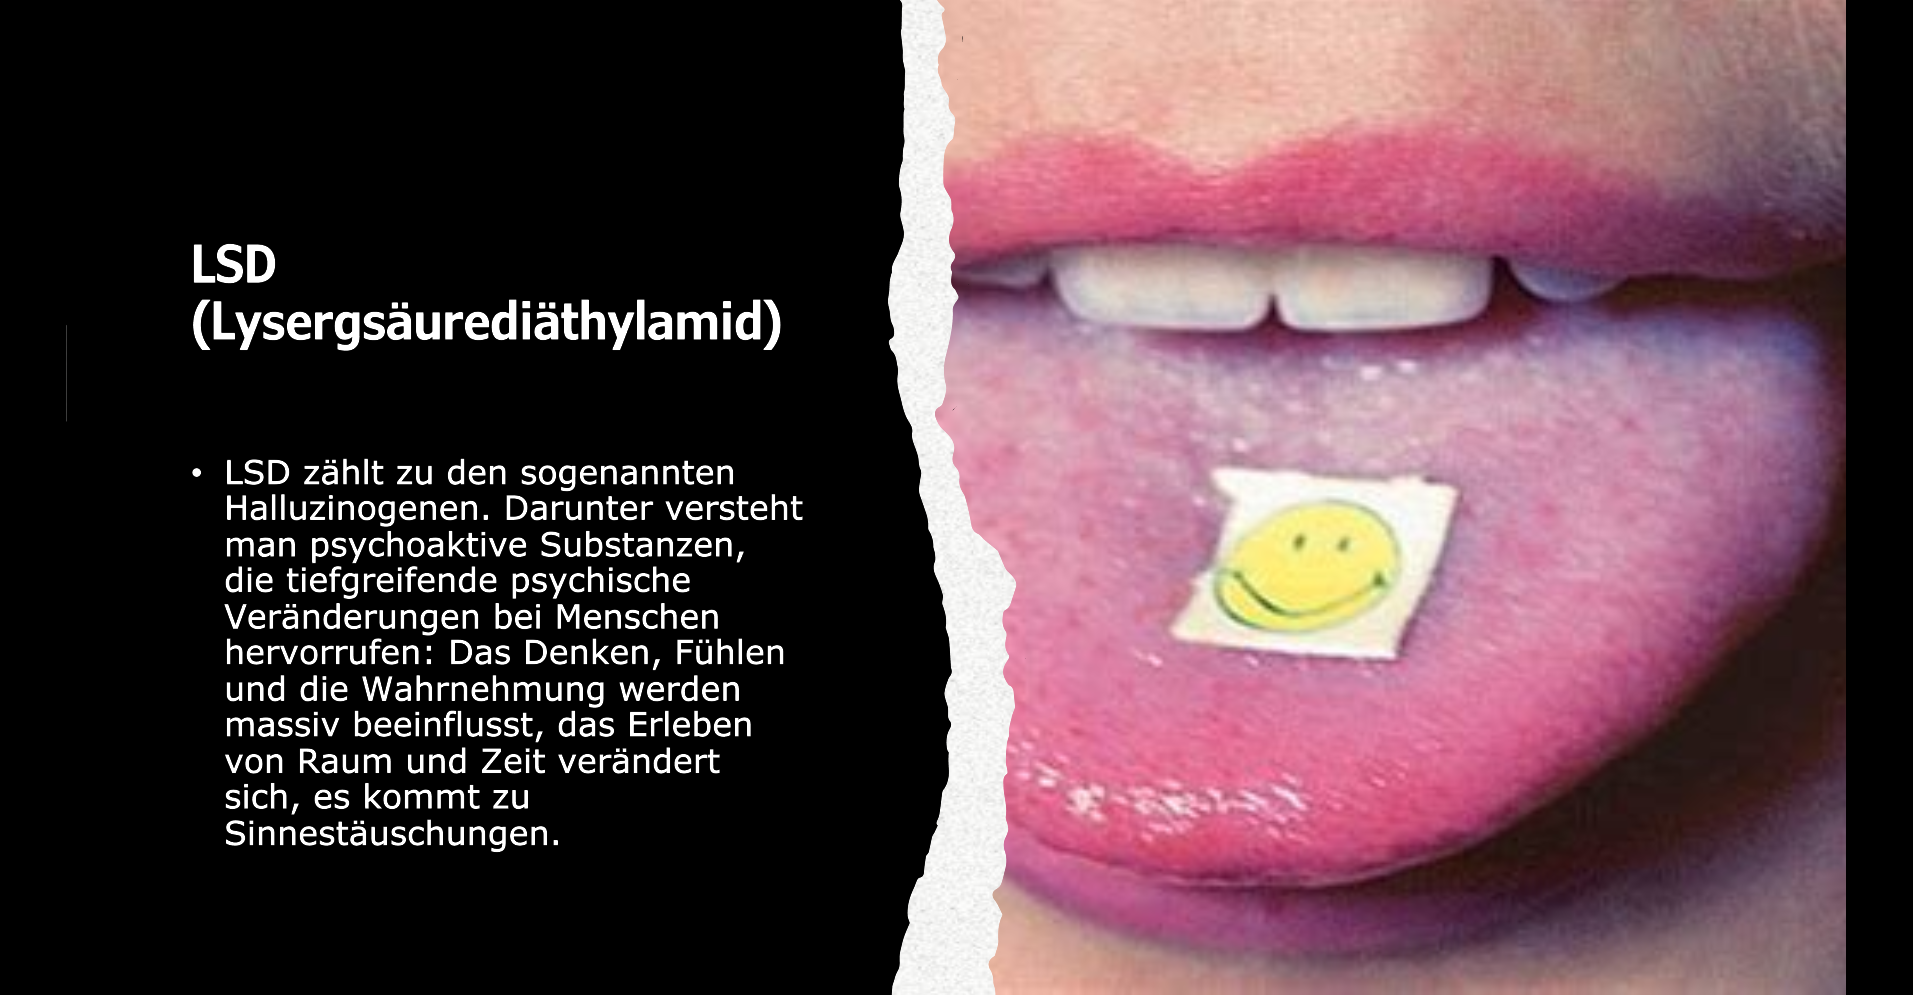 LSD
(Lysergsäurediäthylamid)
• LSD zählt zu den sogenannten
Halluzinogenen. Darunter versteht
man psychoaktive Substanzen,
die tiefgreifende psychische
Veränderungen bei Menschen
hervorrufen: Das Denken, Fühlen
und die Wahrnehmung werden
massiv beeinflusst, das Erleben
von Raum und Zeit verändert
sich, es kommt zu
Sinnestäuschungen.